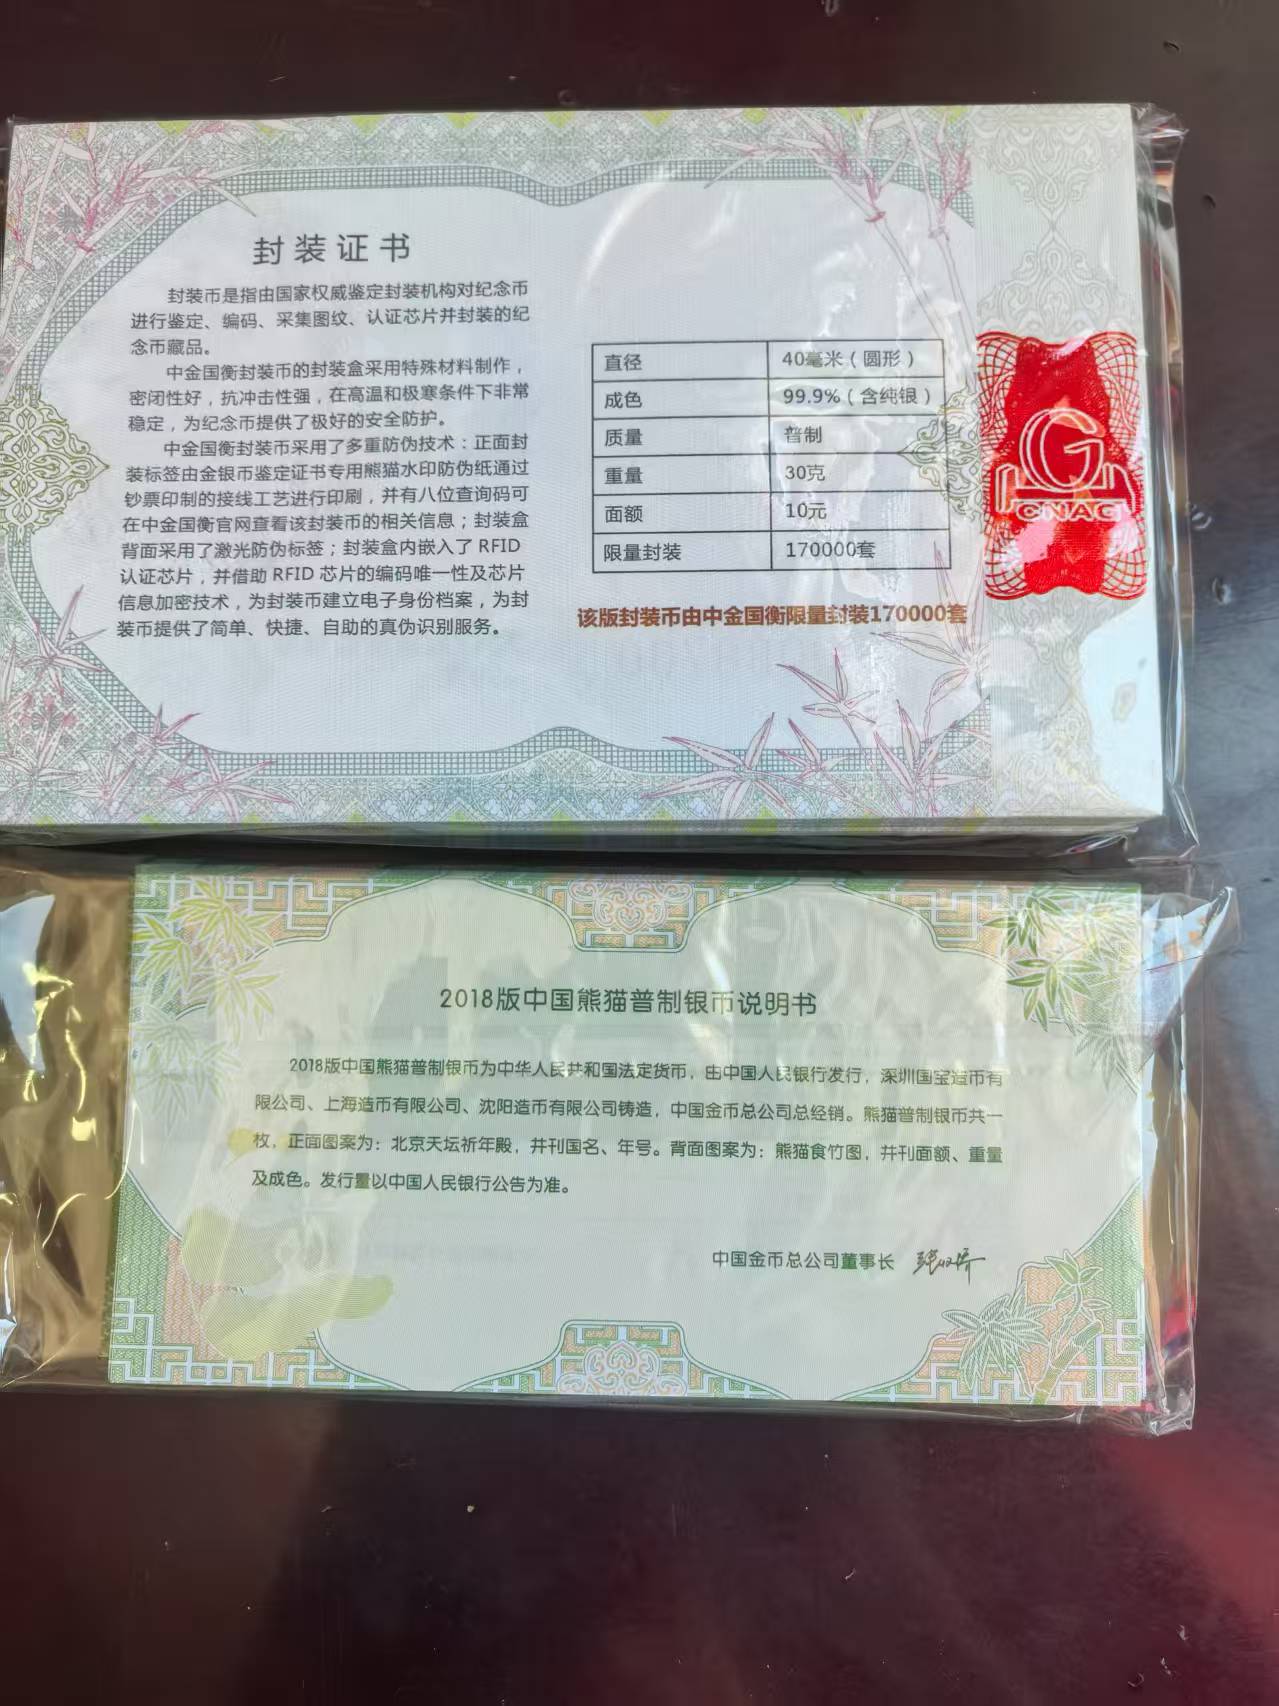 封装证书
封装币是指由国家权威鉴定封装机构对纪念币
进行鉴定、编码、采集图纹、认证芯片并封装的纪
念币藏品。
中金国衡封装币的封装盒采用特殊材料制作，
密闭性好，抗冲击性强，在高温和极寒条件下非常
稳定，为纪念币提供了极好的安全防护。
中金国衡封装币采用了多重防伪技术：正面封
装标签由金银币鉴定证书专用熊猫水印防伪纸通过
钞票印制的接线工艺进行印刷，并有八位查询码可
在中金国衡官网查看该封装币的相关信息；封装盒
背面采用了激光防伪标签；封装盒内嵌入了 RFID
认证芯片，并借助 RFID 芯片的编码唯一性及芯片
信息加密技术，为封装币建立电子身份档案，为封
装币提供了简单、快捷、自助的真伪识别服务。
直径 40毫米（圆形）
成色 99.9%（含纯银）
质量 普制
重量 30克
面额 10元
限量封装 170000套
该版封装币由中金国衡限量封装170000套
G
CNAG
2018版中国熊猫普制银币说明书
2018版中国熊猫普制银币为中华人民共和国法定货币，由中国人民银行发行，深圳国宝造币有
限公司、上海造币有限公司、沈阳造币有限公司铸造，中国金币总公司总经销。熊猫普制银币共一
枚，正面图案为：北京天坛祈年殿，并刊国名、年号。背面图案为：熊猫食竹图，并刊面额、重量
及成色。发行量以中国人民银行公告为准。
中国金币总公司董事长